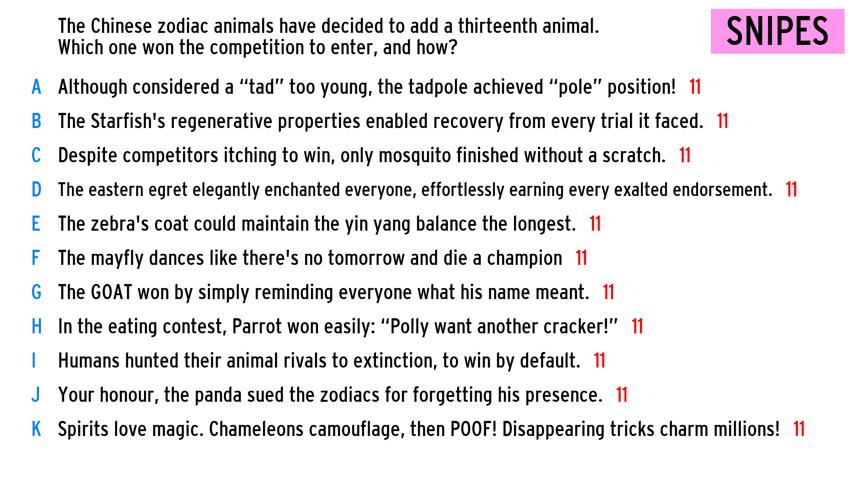 The Chinese zodiac animals have decided to add a thirteenth animal.
Which one won the competition to enter, and how?
SNIPES
A Although considered a “tad” too young, the tadpole achieved “pole” position! 11
B The Starfish's regenerative properties enabled recovery from every trial it faced. 11
C Despite competitors itching to win, only mosquito finished without a scratch. 11
D The eastern egret elegantly enchanted everyone, effortlessly earning every exalted endorsement. 11
E The zebra's coat could maintain the yin yang balance the longest. 11
F The mayfly dances like there's no tomorrow and die a champion 11
G The GOAT won by simply reminding everyone what his name meant. 11
H In the eating contest, Parrot won easily: “Polly want another cracker!” 11
I Humans hunted their animal rivals to extinction, to win by default. 11
J Your honour, the panda sued the zodiacs for forgetting his presence. 11
K Spirits love magic. Chameleons camouflage, then POOF! Disappearing tricks charm millions! 11